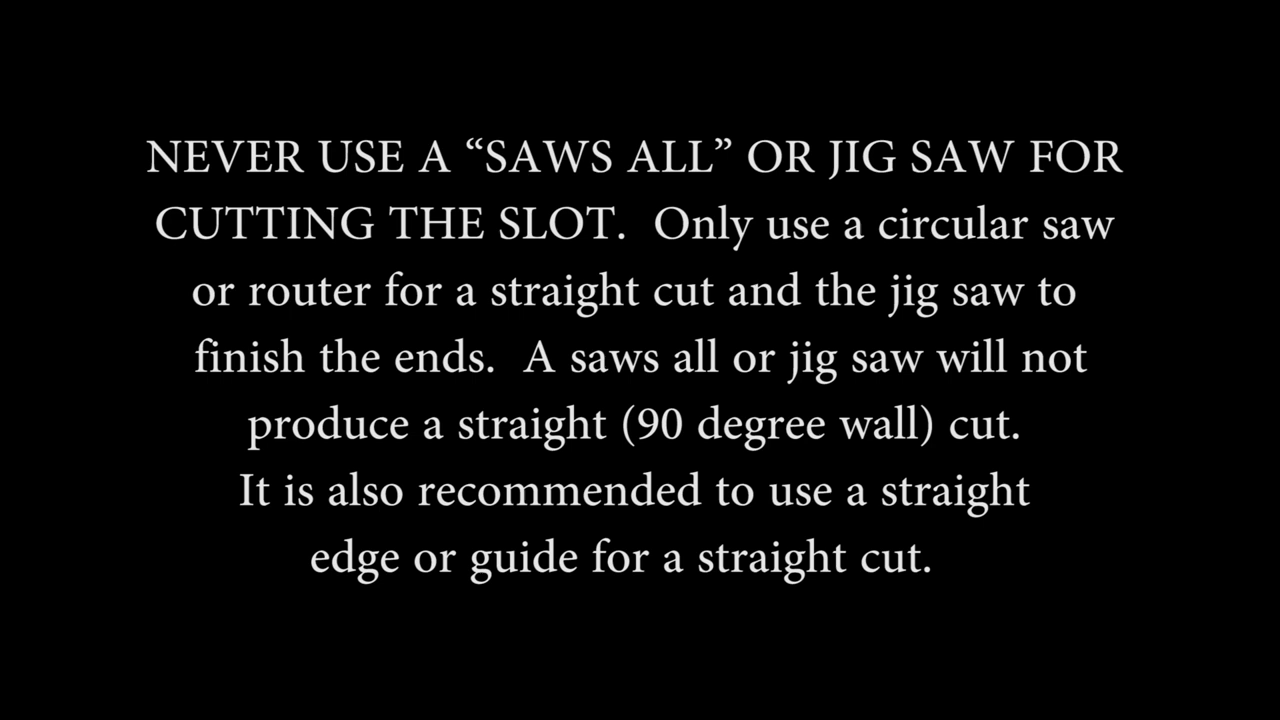 NEVER USE A “SAWS ALL” OR JIG SAW FOR
CUTTING THE SLOT.  Only use a circular saw
or router for a straight cut and the jig saw to
finish the ends.  A saws all or jig saw will not
produce a straight (90 degree wall) cut.
It is also recommended to use a straight
edge or guide for a straight cut.